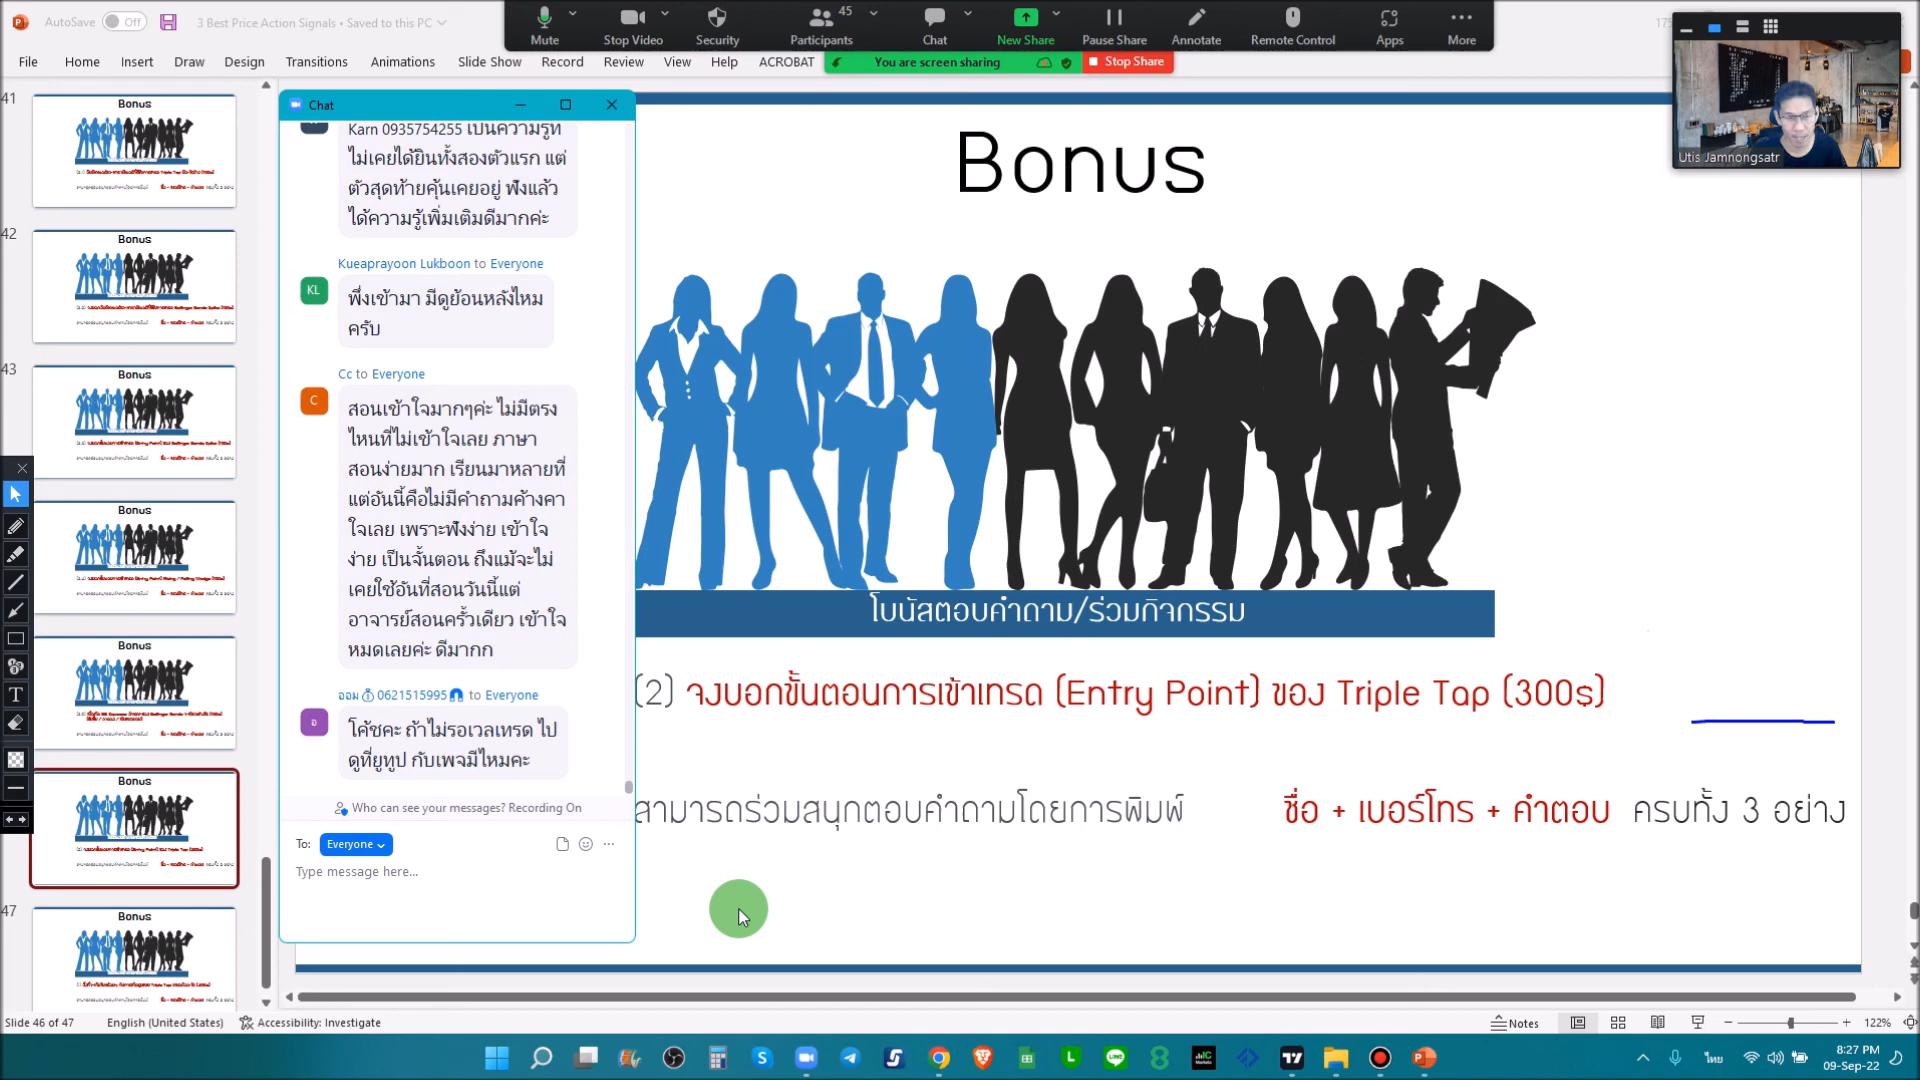 AutoSave Off 3 Best Price Action Signals • Saved to this PC
Mute Stop Video Security Participants 45 Chat New Share Pause Share Annotate Remote Control Apps More
File Home Insert Draw Design Transitions Animations Slide Show Record Review View Help ACROBAT
You are screen sharing Stop Share
Utis Jamnongsatr
41
Bonus
42
Bonus
43
Bonus
Bonus
Bonus
Bonus
47
Bonus
Chat
Karn 0935754255 เป็นความรู้ที่
ไม่เคยได้ยินทั้งสองตัวแรก แต่
ตัวสุดท้ายคุ้นเคยอยู่ ฟังแล้ว
ได้ความรู้เพิ่มเติมดีมากค่ะ
Kueaprayoon Lukboon to Everyone
KL
พึ่งเข้ามา มีดูย้อนหลังไหม
ครับ
Cc to Everyone
C
สอนเข้าใจมากๆค่ะ ไม่มีตรง
ไหนที่ไม่เข้าใจเลย ภาษา
สอนง่ายมาก เรียนมาหลายที่
แต่อันนี้คือไม่มีคำถามค้างคา
ใจเลย เพราะฟังง่าย เข้าใจ
ง่าย เป็นขั้นตอน ถึงแม้จะไม่
เคยใช้อันที่สอนวันนี้แต่
อาจารย์สอนครั้งเดียว เข้าใจ
หมดเลยค่ะ ดีมากก
ออม 0621515995 to Everyone
อ
โค้ชคะ ถ้าไม่รอเวลเทรด ไป
ดูที่ยูทูป กับเพจมีไหมคะ
Who can see your messages? Recording On
To: Everyone
Type message here...
Bonus
โบนัสตอบคำถาม/ร่วมกิจกรรม
(2) จงบอกขั้นตอนการเข้าเทรด (Entry Point) ของ Triple Tap (300s)
สามารถร่วมสนุกตอบคำถามโดยการพิมพ์ ชื่อ + เบอร์โทร + คำตอบ ครบทั้ง 3 อย่าง
Slide 46 of 47 English (United States) Accessibility: Investigate Notes 122%
ไทย
8:27 PM
09-Sep-22